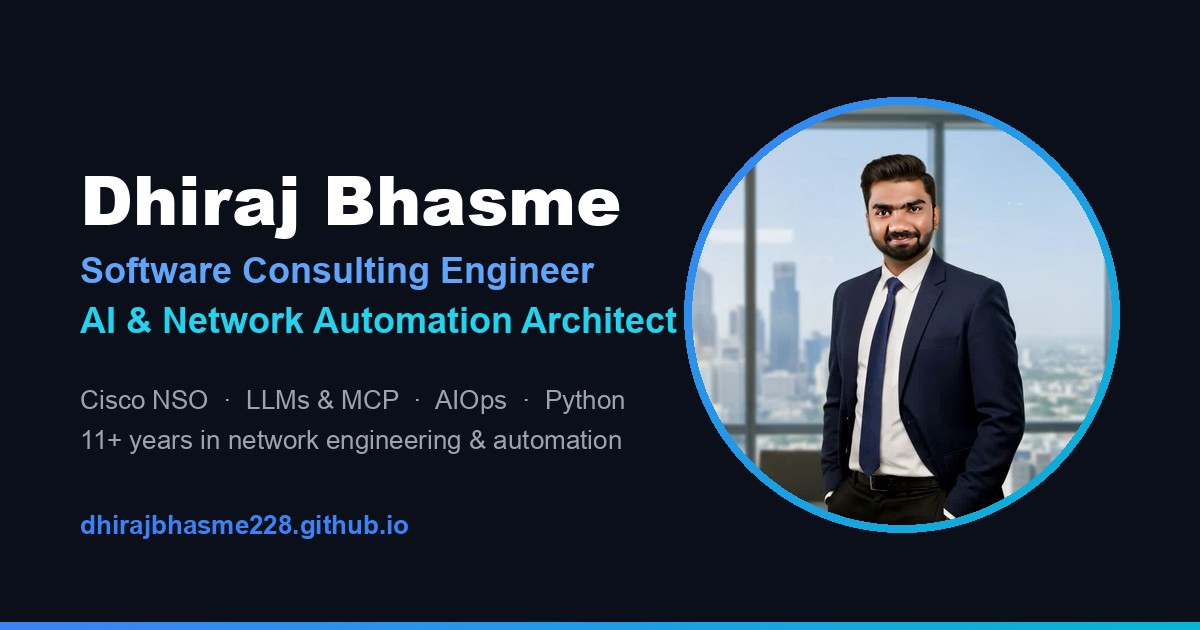 Dhiraj Bhasme
Software Consulting Engineer
AI & Network Automation Architect
Cisco NSO · LLMs & MCP · AIOps · Python
11+ years in network engineering & automation
dhirajbhasme228.github.io